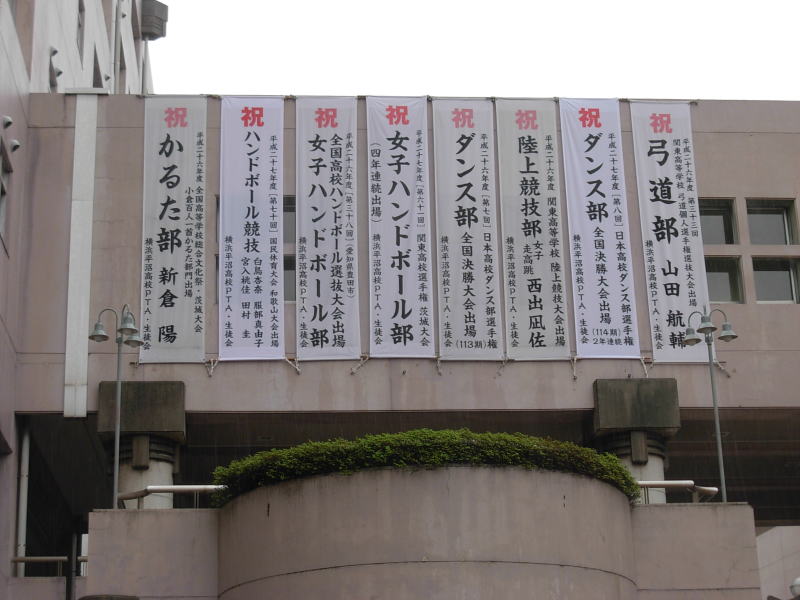 祝
弓道部 山田 航輔
平成二十六年度 第三十三回
関東高等学校 弓道個人選手権選抜大会出場
横浜平沼高校PTA・生徒会
祝
ダンス部 全国決勝大会出場
平成二十七年度[第八回]日本高校ダンス部選手権
(114期)
2年連続
横浜平沼高校PTA・生徒会
祝
陸上競技部 女子 走高跳 西出凪佐
平成二十六年度 関東高等学校 陸上競技大会出場
横浜平沼高校PTA・生徒会
祝
ダンス部 全国決勝大会出場
平成二十六年度[第七回]日本高校ダンス部選手権
(113期)
横浜平沼高校PTA・生徒会
祝
女子ハンドボール部
平成二十七年度[第六十一回]関東高校選手権 茨城大会
(四年連続出場)
横浜平沼高校PTA・生徒会
祝
平成二十六年度[第三十八回](愛知県豊田市)
全国高校ハンドボール選抜大会出場
女子ハンドボール部
横浜平沼高校PTA・生徒会
祝
平成二十七年度[第七十回]国民体育大会 和歌山大会出場
ハンドボール競技 白鳥杏奈 服部真由子
宮入桃佳 田村 圭
横浜平沼高校PTA・生徒会
祝
平成二十六年度 全国高等学校総合文化祭・茨城大会
小倉百人一首かるた部門出場
かるた部 新倉 陽
横浜平沼高校PTA・生徒会